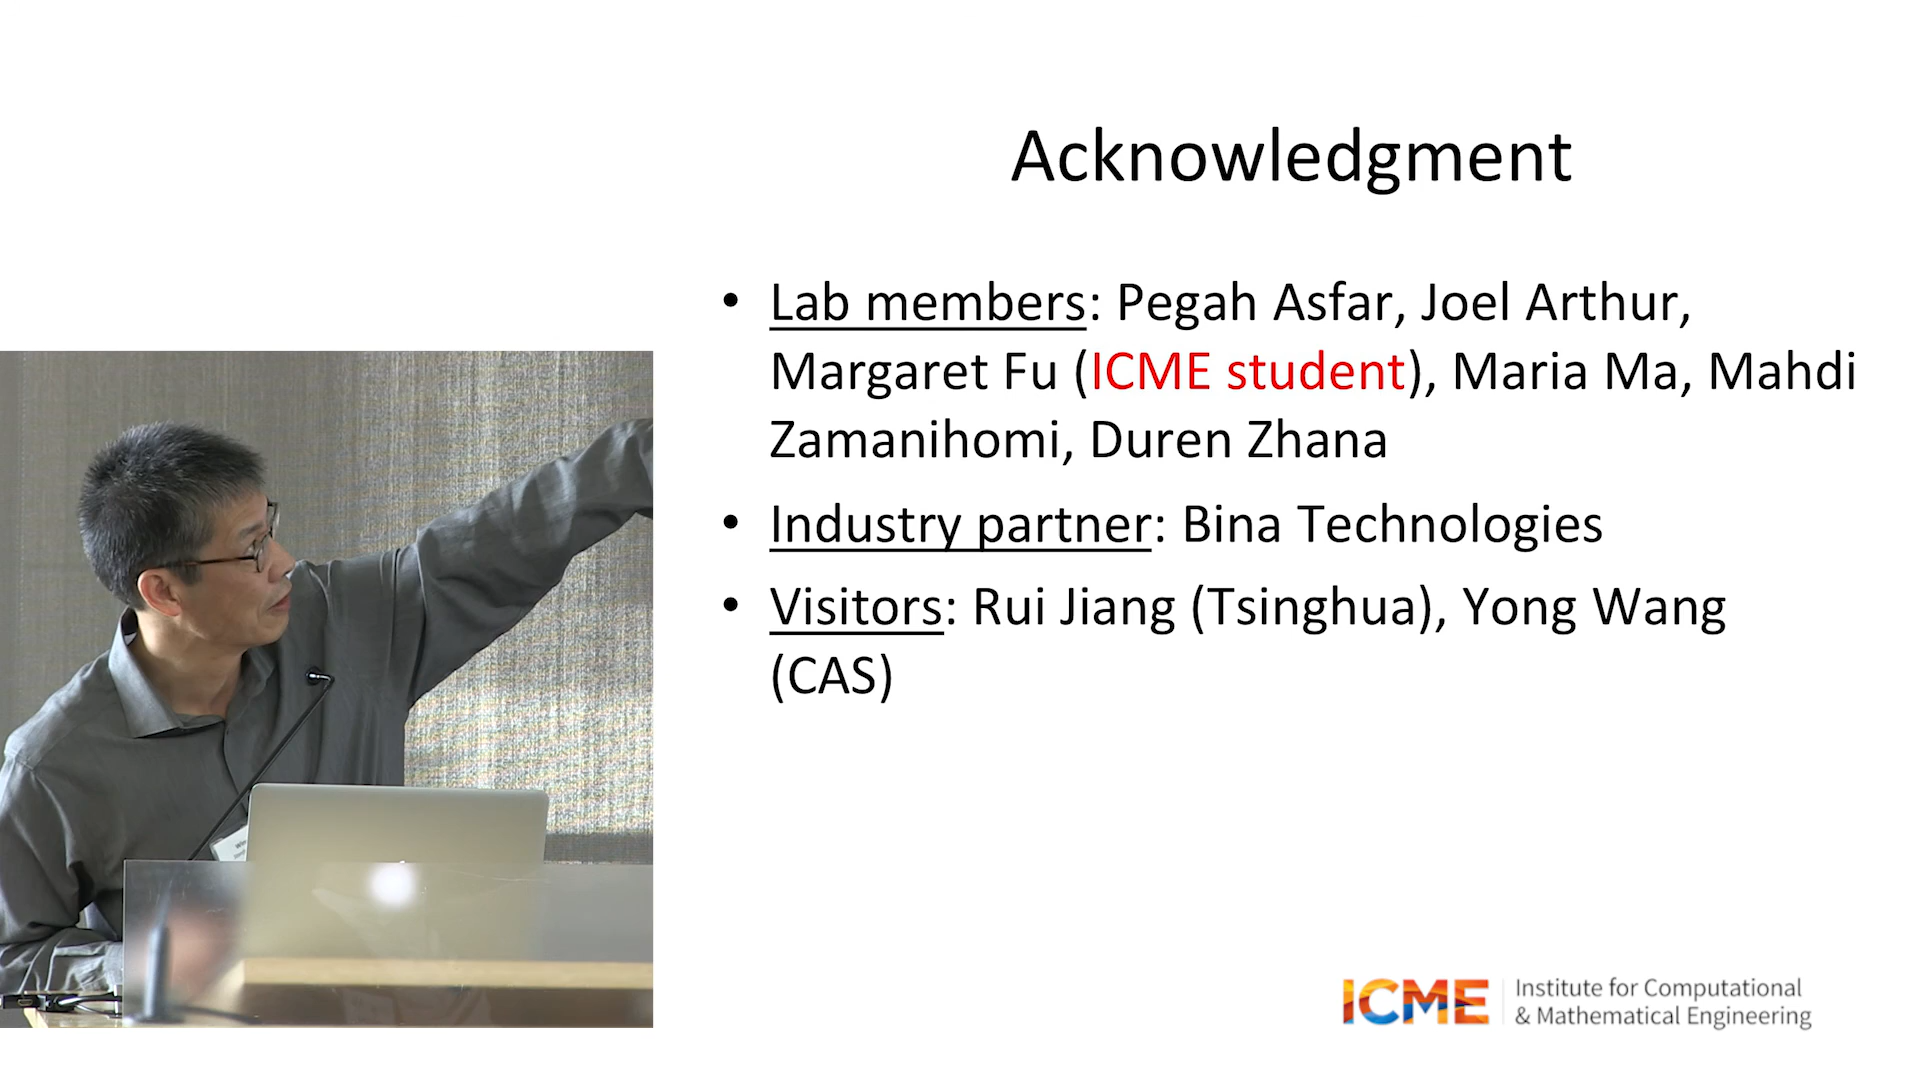 Acknowledgment
• Lab members: Pegah Asfar, Joel Arthur,
Margaret Fu (ICME student), Maria Ma, Mahdi
Zamanihomi, Duren Zhana
• Industry partner: Bina Technologies
• Visitors: Rui Jiang (Tsinghua), Yong Wang
(CAS)
ICME
Institute for Computational
& Mathematical Engineering